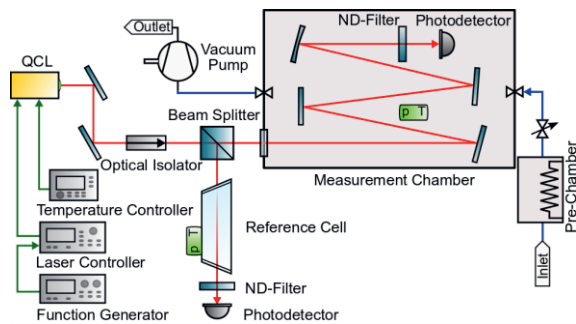 Outlet
Vacuum
Pump
ND-Filter
Photodetector
QCL
Beam Splitter
p T
Optical Isolator
Measurement Chamber
Pre-Chamber
Temperature Controller
p T
Reference Cell
Laser Controller
Inlet
ND-Filter
Function Generator
Photodetector